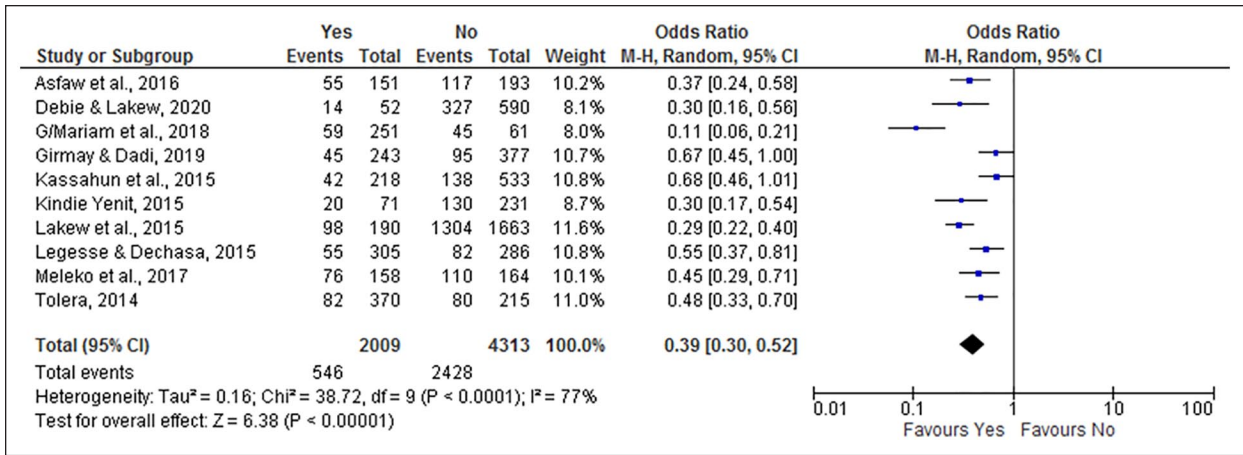 Yes No Odds Ratio Odds Ratio
Study or Subgroup Events Total Events Total Weight M-H, Random, 95% CI M-H, Random, 95% CI
Asfaw et al., 2016 55 151 117 193 10.2% 0.37 [0.24, 0.58]
Debie & Lakew, 2020 14 52 327 590 8.1% 0.30 [0.16, 0.56]
G/Mariam et al., 2018 59 251 45 61 8.0% 0.11 [0.06, 0.21]
Girmay & Dadi, 2019 45 243 95 377 10.7% 0.67 [0.45, 1.00]
Kassahun et al., 2015 42 218 138 533 10.8% 0.68 [0.46, 1.01]
Kindie Yenit, 2015 20 71 130 231 8.7% 0.30 [0.17, 0.54]
Lakew et al., 2015 98 190 1304 1663 11.6% 0.29 [0.22, 0.40]
Legesse & Dechasa, 2015 55 305 82 286 10.8% 0.55 [0.37, 0.81]
Meleko et al., 2017 76 158 110 164 10.1% 0.45 [0.29, 0.71]
Tolera, 2014 82 370 80 215 11.0% 0.48 [0.33, 0.70]
Total (95% CI) 2009 4313 100.0% 0.39 [0.30, 0.52]
Total events 546 2428
Heterogeneity: Tau² = 0.16; Chi² = 38.72, df = 9 (P < 0.0001); I² = 77%
Test for overall effect: Z = 6.38 (P < 0.00001)
0.01 0.1 1 10 100
Favours Yes Favours No